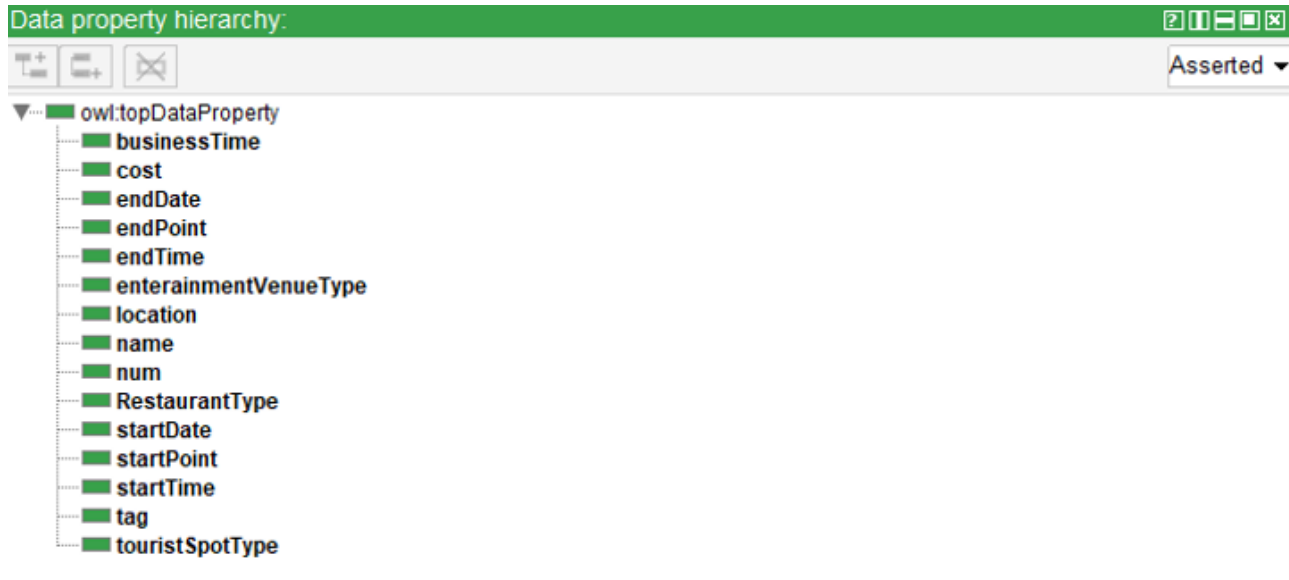 Data property hierarchy:
Asserted
owl:topDataProperty
businessTime
cost
endDate
endPoint
endTime
enterainmentVenueType
location
name
num
RestaurantType
startDate
startPoint
startTime
tag
touristSpotType